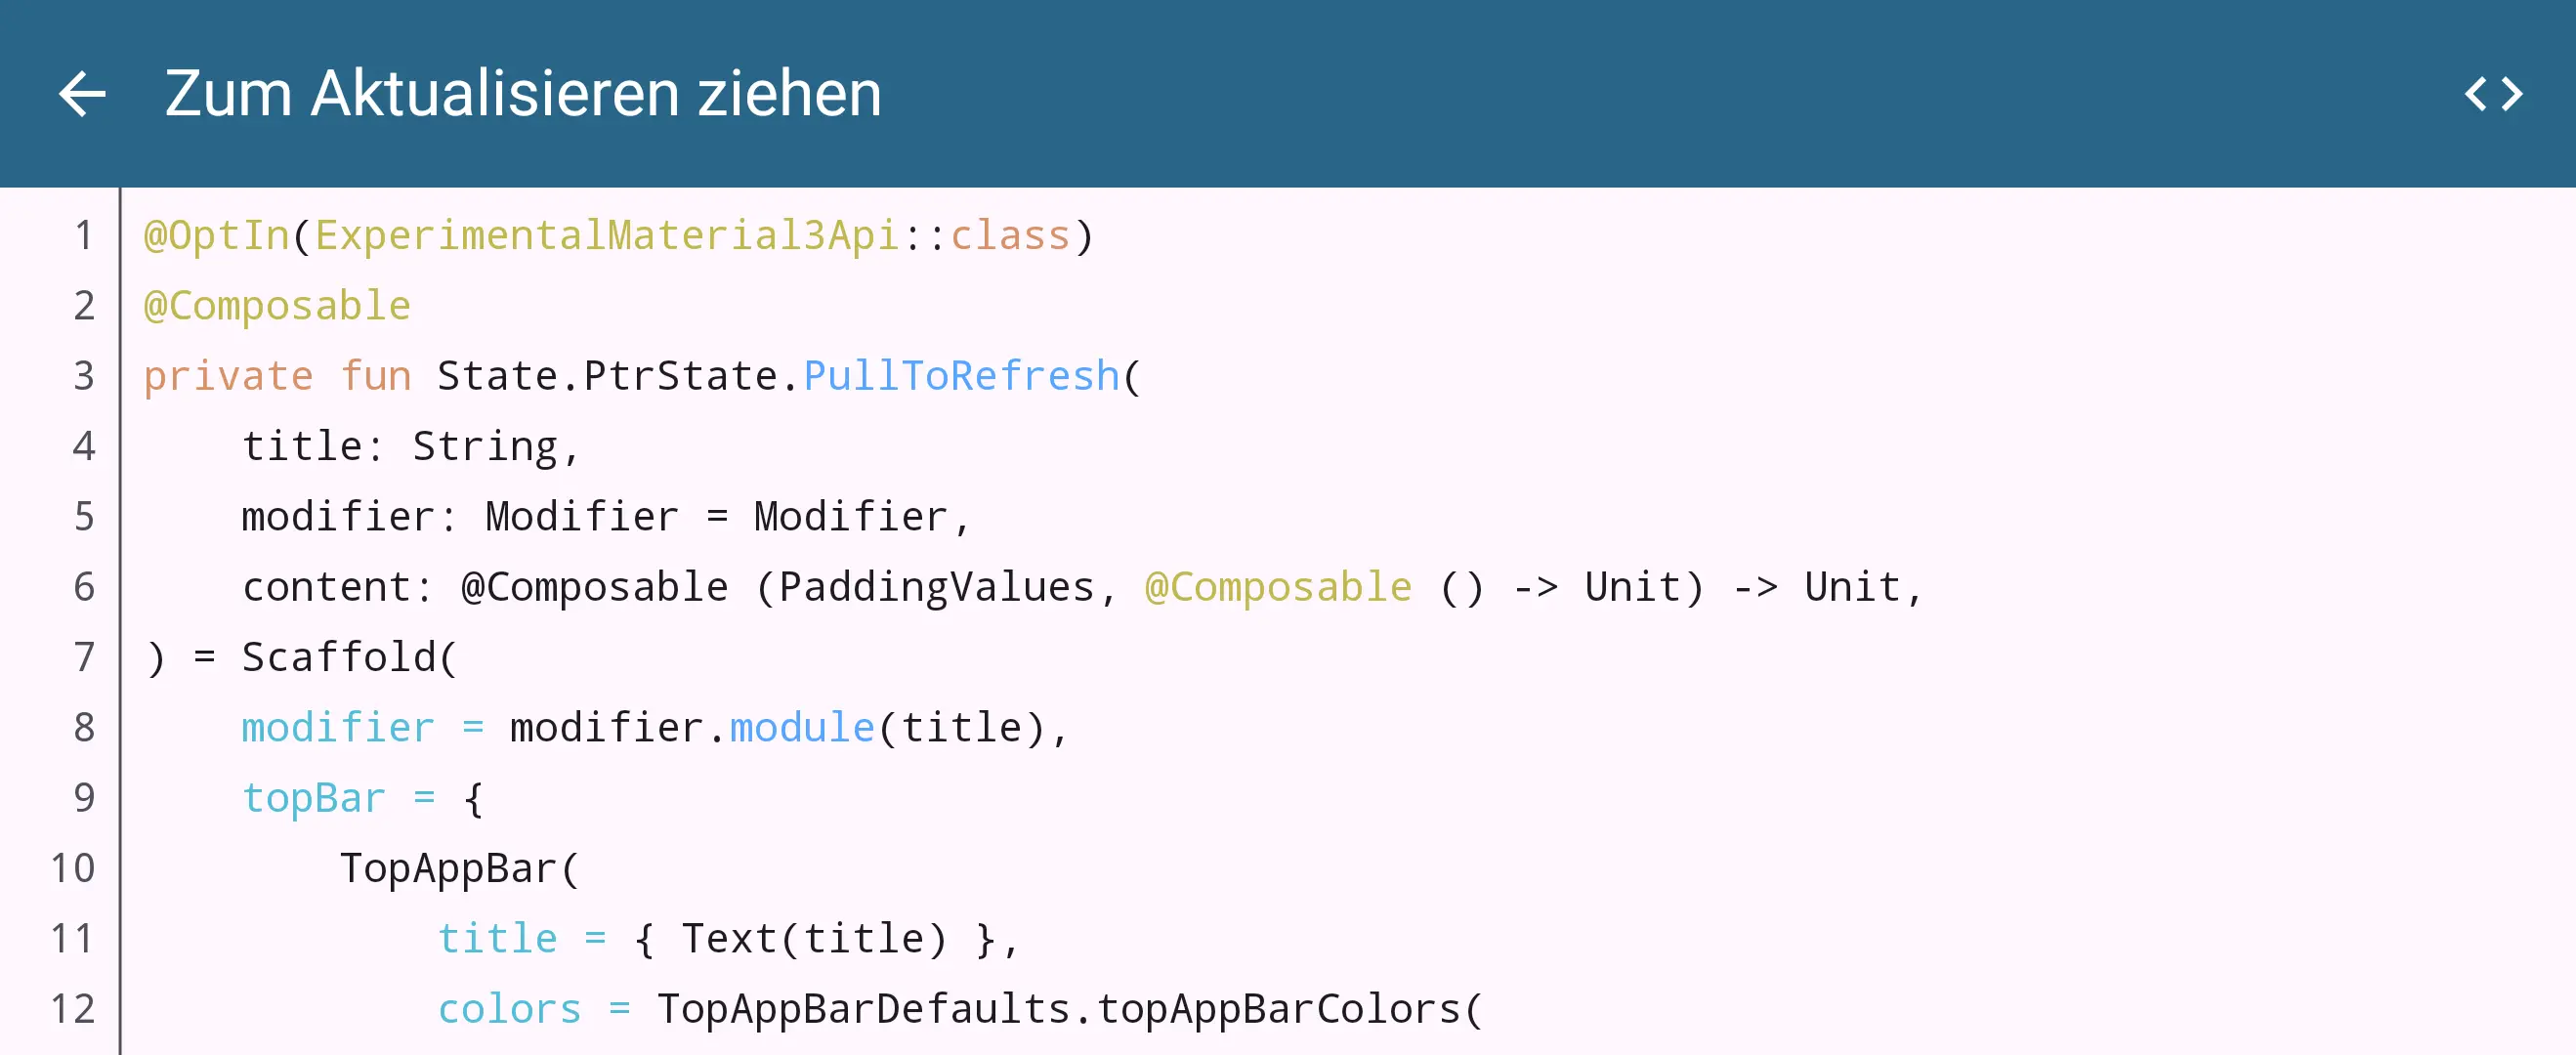 Zum Aktualisieren ziehen
1 @OptIn(ExperimentalMaterial3Api::class)
2 @Composable
3 private fun State.PtrState.PullToRefresh(
4     title: String,
5     modifier: Modifier = Modifier,
6     content: @Composable (PaddingValues, @Composable () -> Unit) -> Unit,
7 ) = Scaffold(
8     modifier = modifier.module(title),
9     topBar = {
10         TopAppBar(
11             title = { Text(title) },
12             colors = TopAppBarDefaults.topAppBarColors(